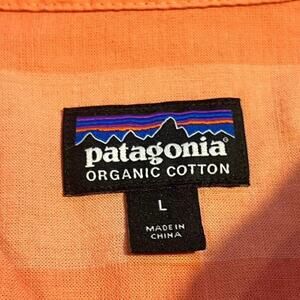 patagonia
ORGANIC COTTON
L
MADE IN
CHINA